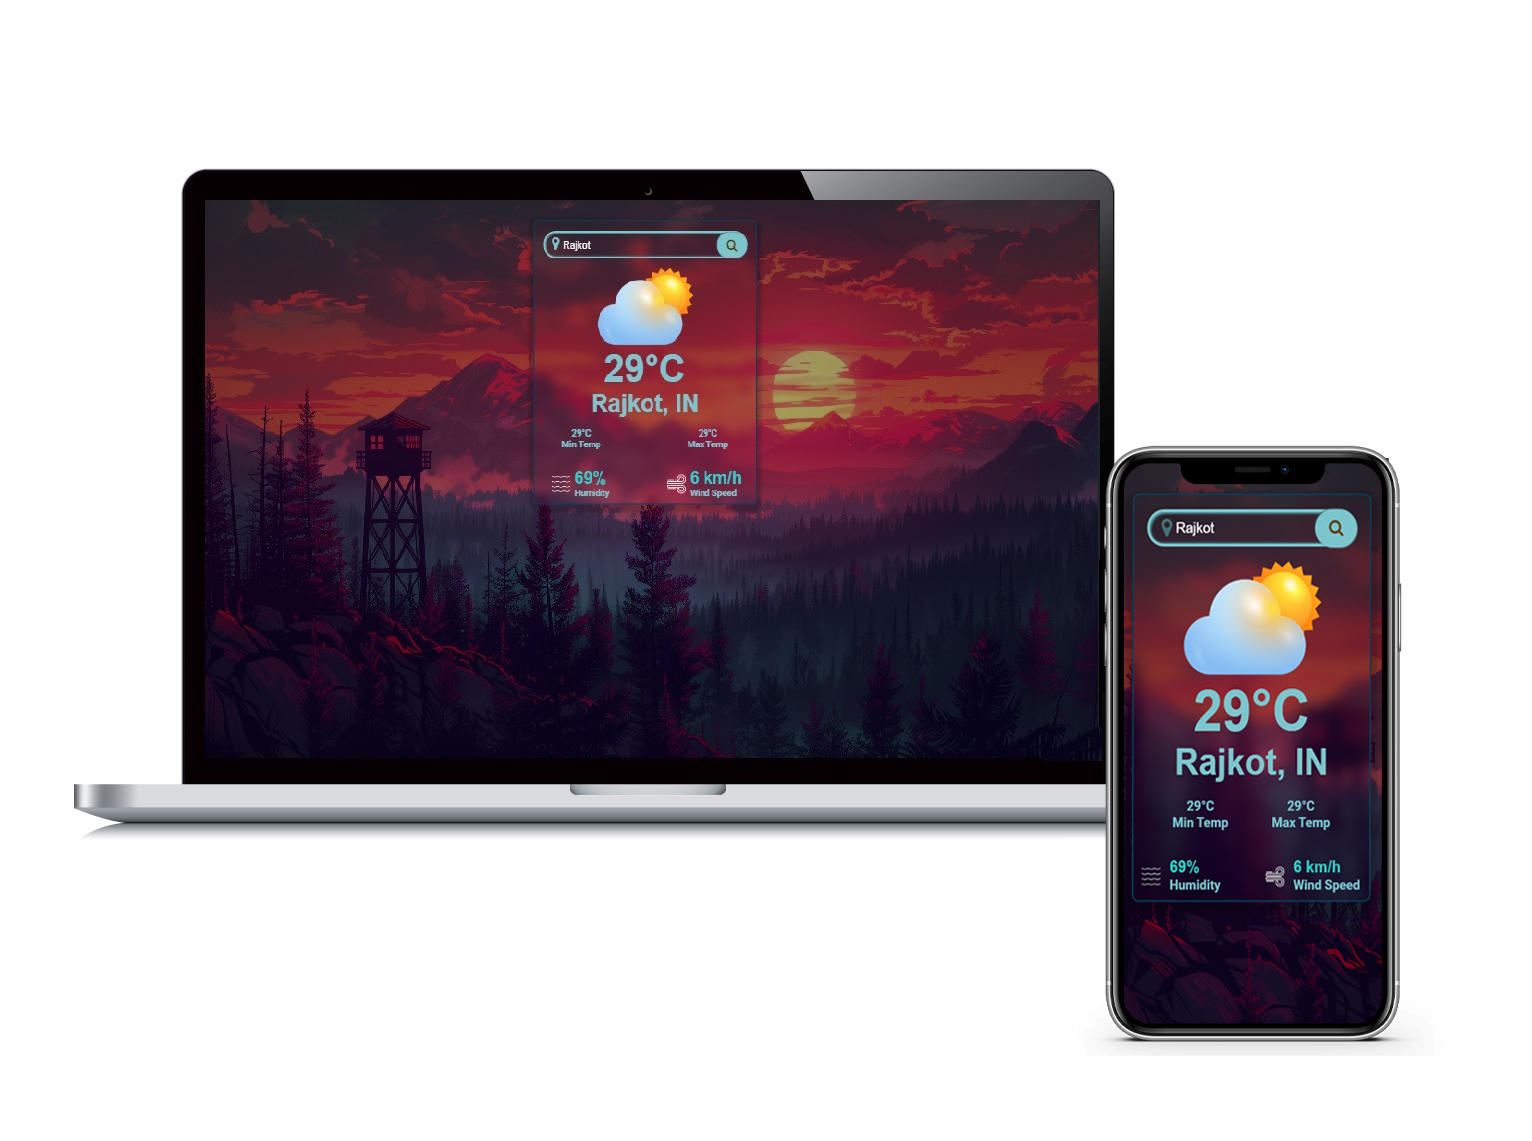 Rajkot
29°C
Rajkot, IN
29°C
Min Temp
29°C
Max Temp
69%
Humidity
6 km/h
Wind Speed
Rajkot
29°C
Rajkot, IN
29°C
Min Temp
29°C
Max Temp
69%
Humidity
6 km/h
Wind Speed